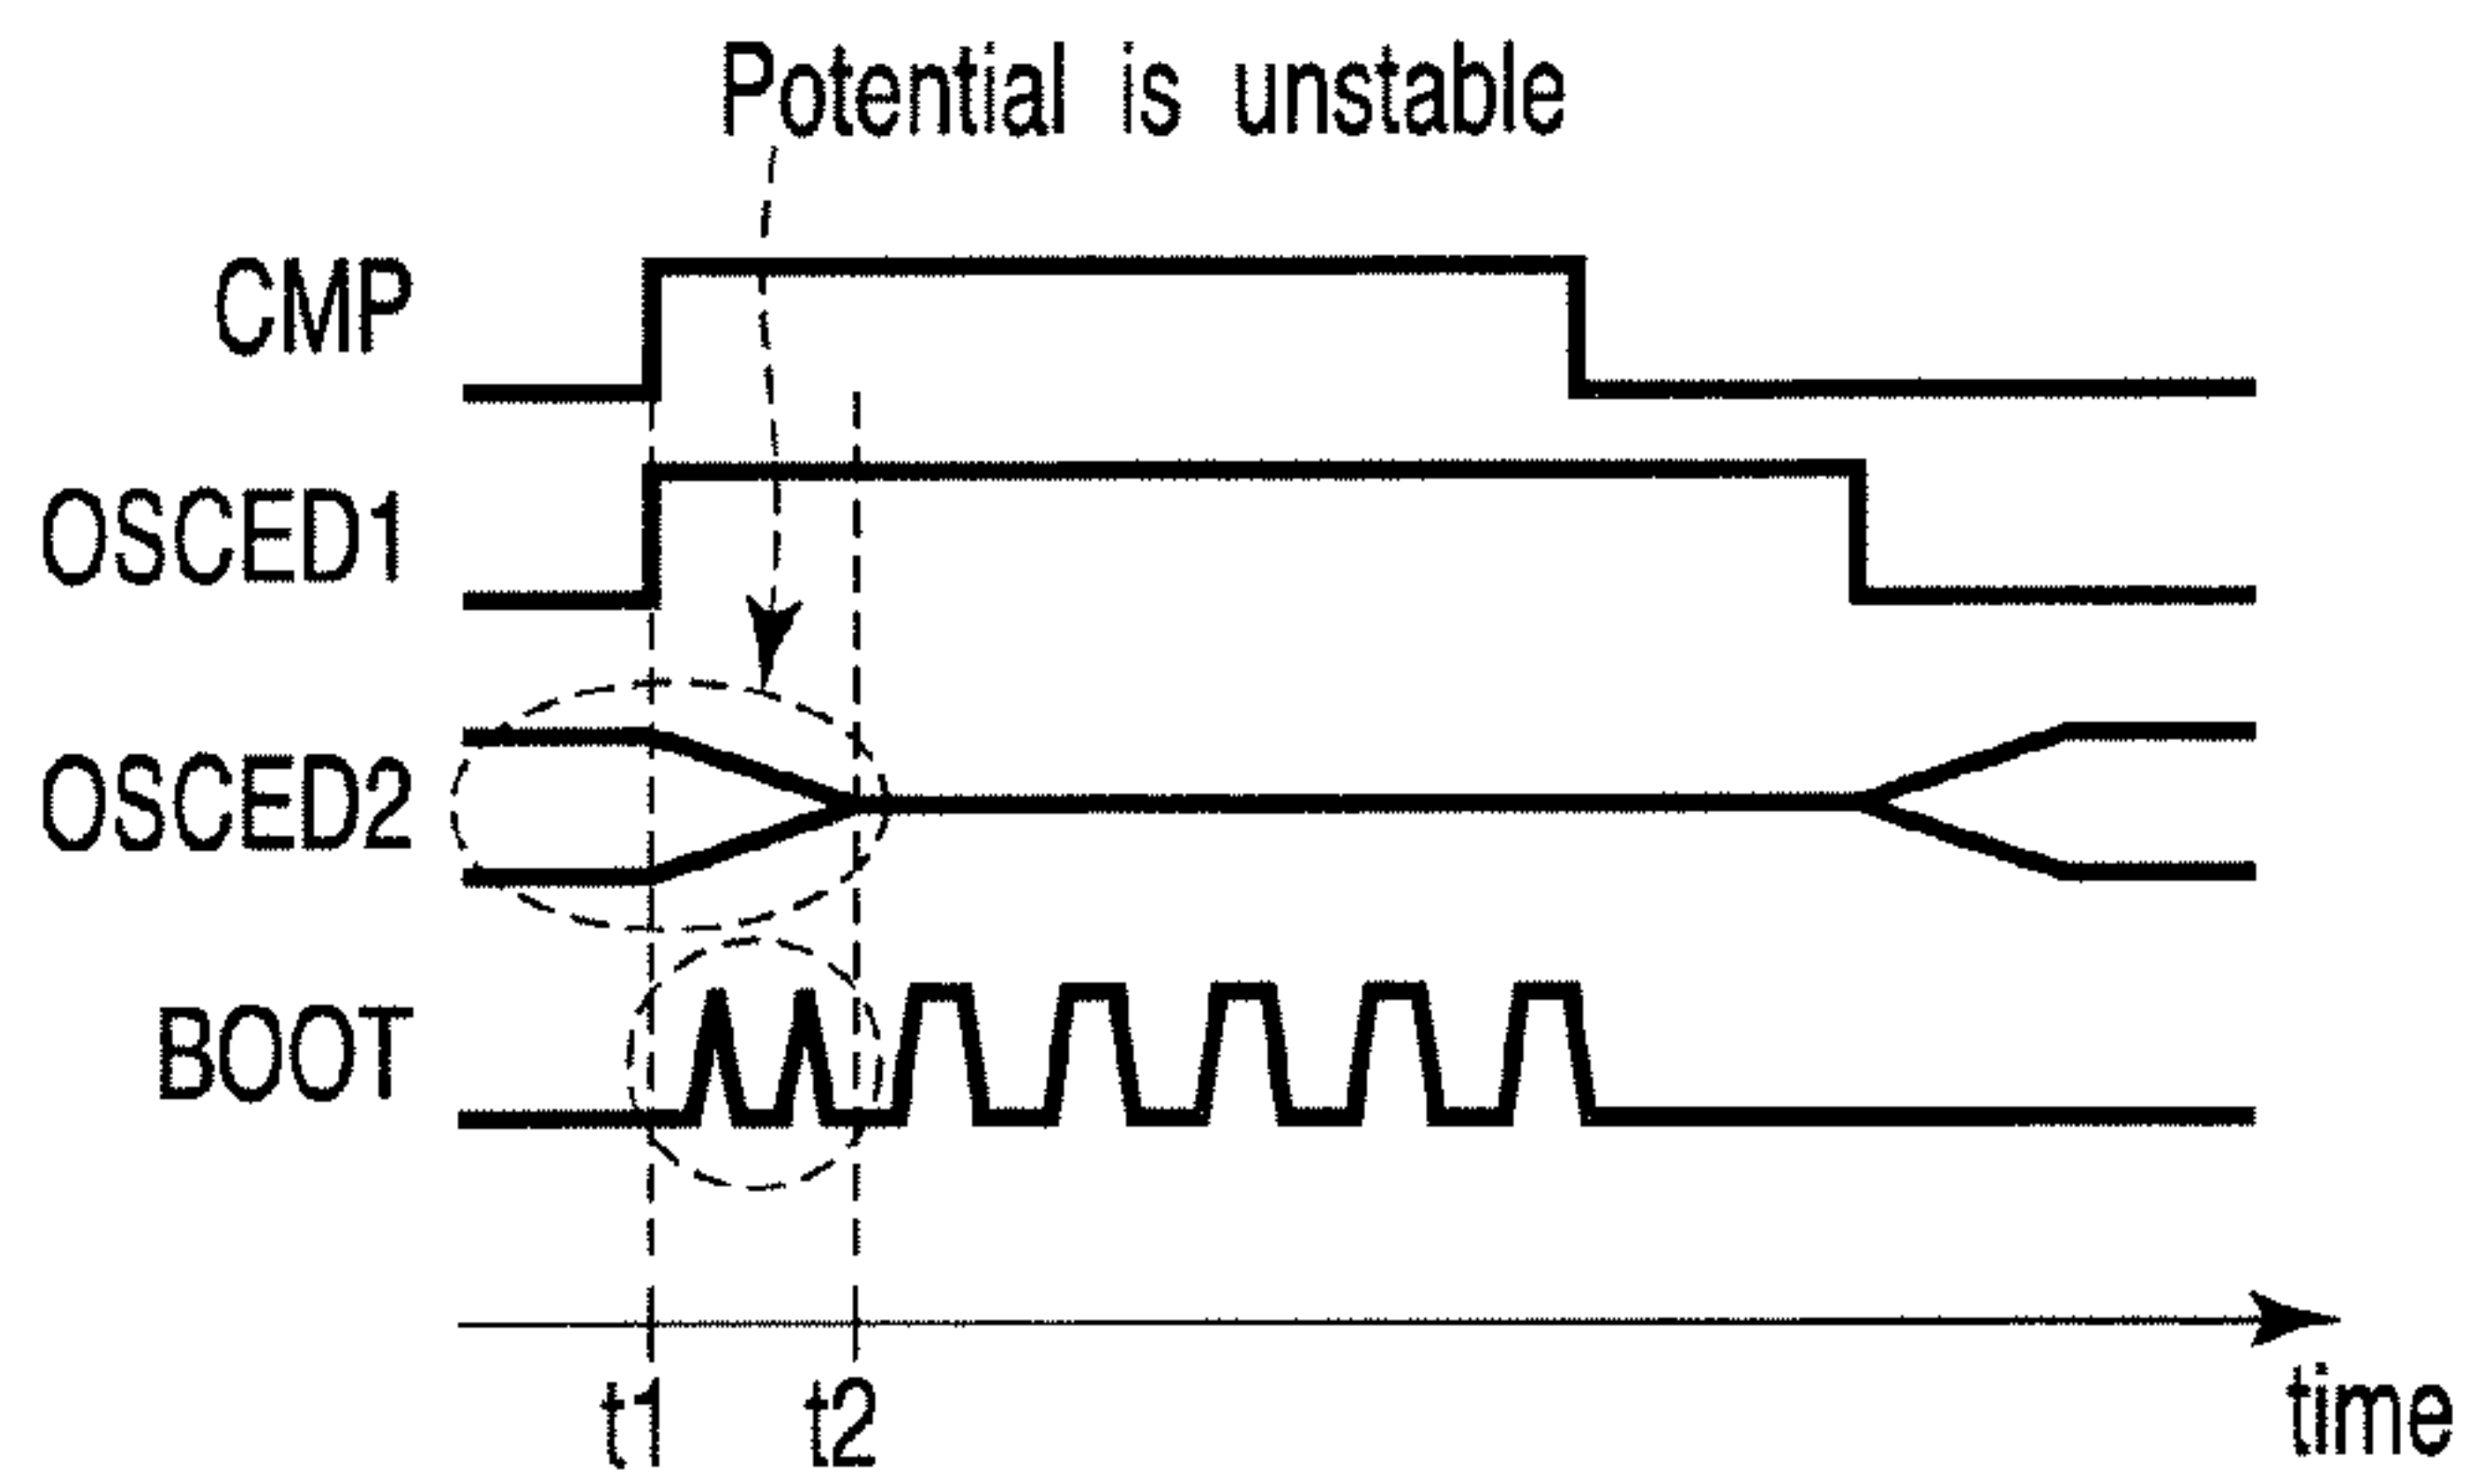 Potential is unstable
CMP
OSCED1
OSCED2
BOOT
t1 t2 time